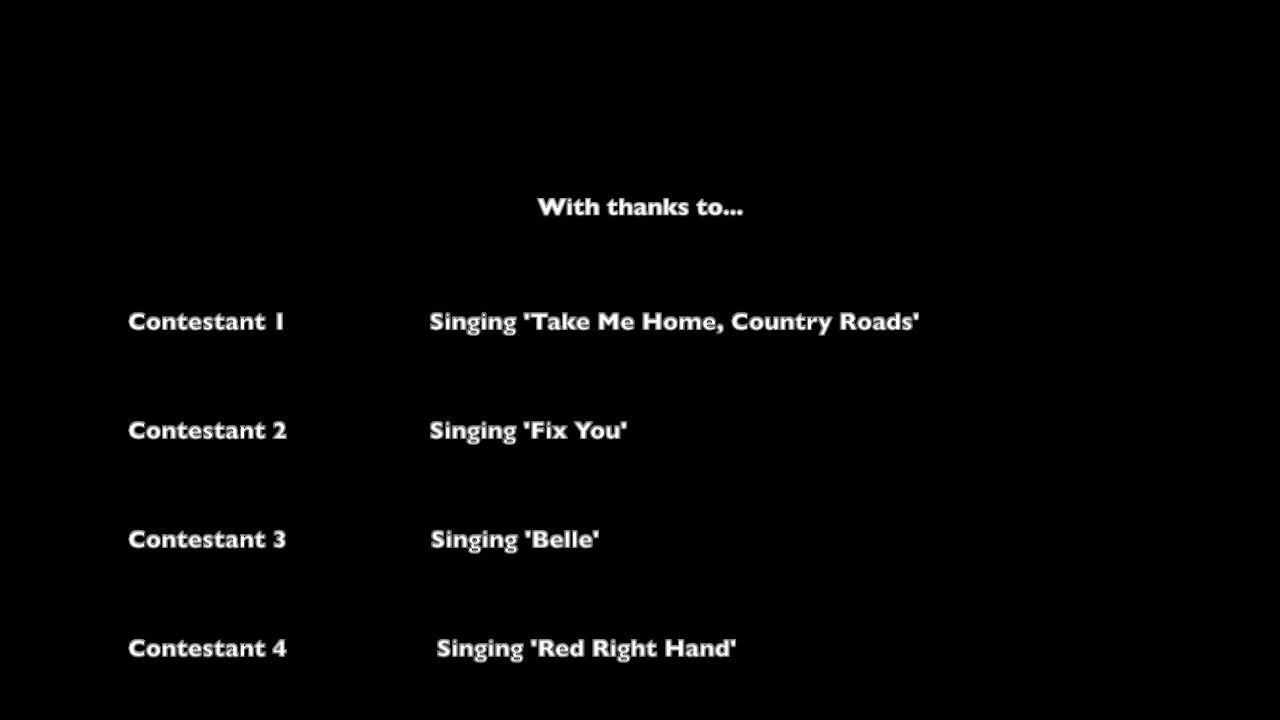 With thanks to...
Contestant 1 Singing 'Take Me Home, Country Roads'
Contestant 2 Singing 'Fix You'
Contestant 3 Singing 'Belle'
Contestant 4 Singing 'Red Right Hand'